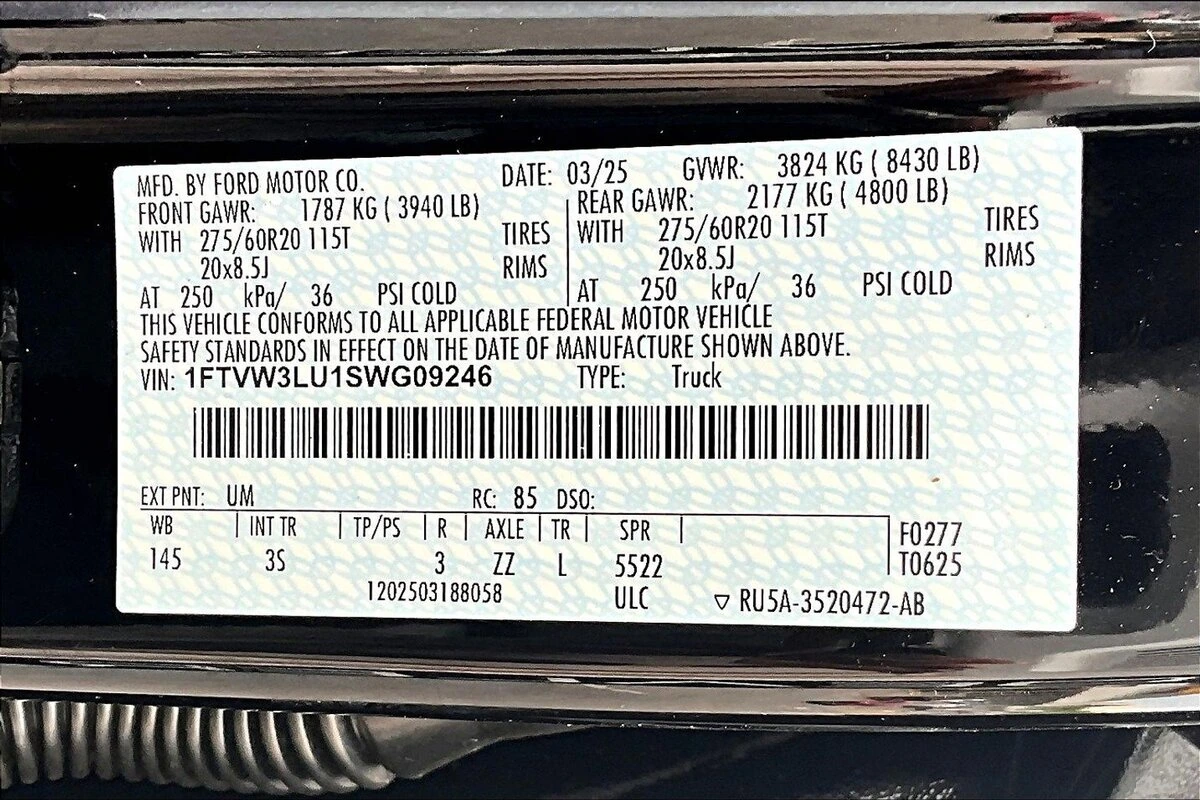 MFD. BY FORD MOTOR CO. DATE: 03/25 GVWR: 3824 KG ( 8430 LB)
FRONT GAWR: 1787 KG ( 3940 LB) REAR GAWR: 2177 KG ( 4800 LB)
WITH 275/60R20 115T TIRES WITH 275/60R20 115T TIRES
20x8.5J RIMS 20x8.5J RIMS
AT 250 kPa/ 36 PSI COLD AT 250 kPa/ 36 PSI COLD
THIS VEHICLE CONFORMS TO ALL APPLICABLE FEDERAL MOTOR VEHICLE
SAFETY STANDARDS IN EFFECT ON THE DATE OF MANUFACTURE SHOWN ABOVE.
VIN: 1FTVW3LU1SWG09246 TYPE: Truck
EXT PNT: UM RC: 85 DSO:
WB INT TR TP/PS R AXLE TR SPR F0277
145 3S 3 ZZ L 5522 T0625
1202503188058 ULC ▽ RU5A-3520472-AB